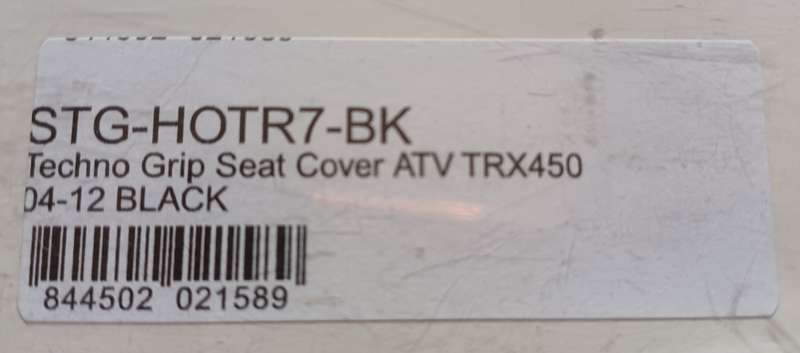 STG-HOTR7-BK
Techno Grip Seat Cover ATV TRX450
04-12 BLACK
844502 021589